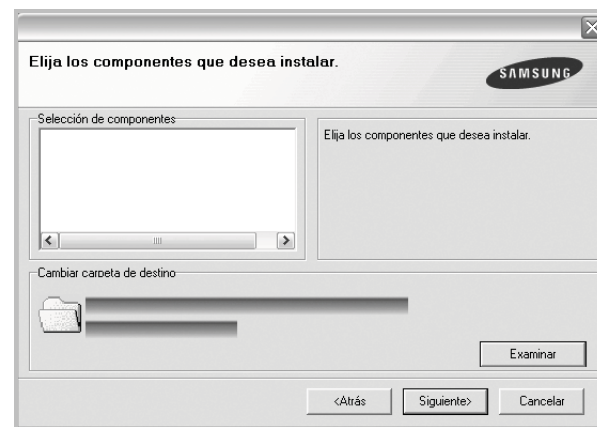 Elija los componentes que desea instalar.
SAMSUNG
Selección de componentes
Elija los componentes que desea instalar.
Cambiar carpeta de destino
Examinar
<Atrás
Siguiente>
Cancelar